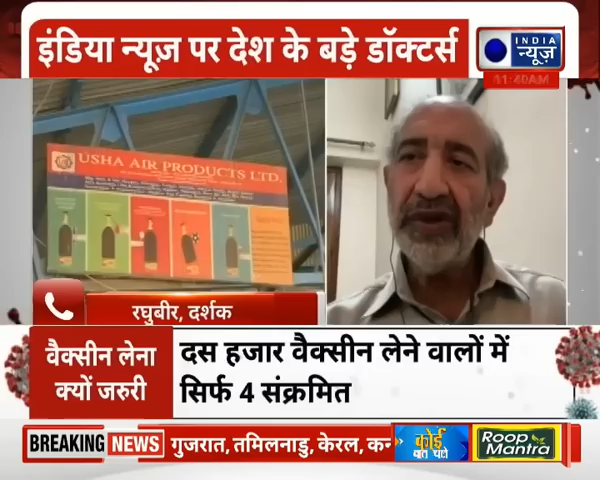 इंडिया न्यूज़ पर देश के बड़े डॉक्टर्स
INDIA
न्यूज़
11:40AM
USHA AIR PRODUCTS LTD.
रघुबीर, दर्शक
वैक्सीन लेना
क्यों जरुरी
दस हजार वैक्सीन लेने वालों में
सिर्फ 4 संक्रमित
BREAKING NEWS
गुजरात, तमिलनाडु, केरल, कर्न
कोई
Roop
Mantra